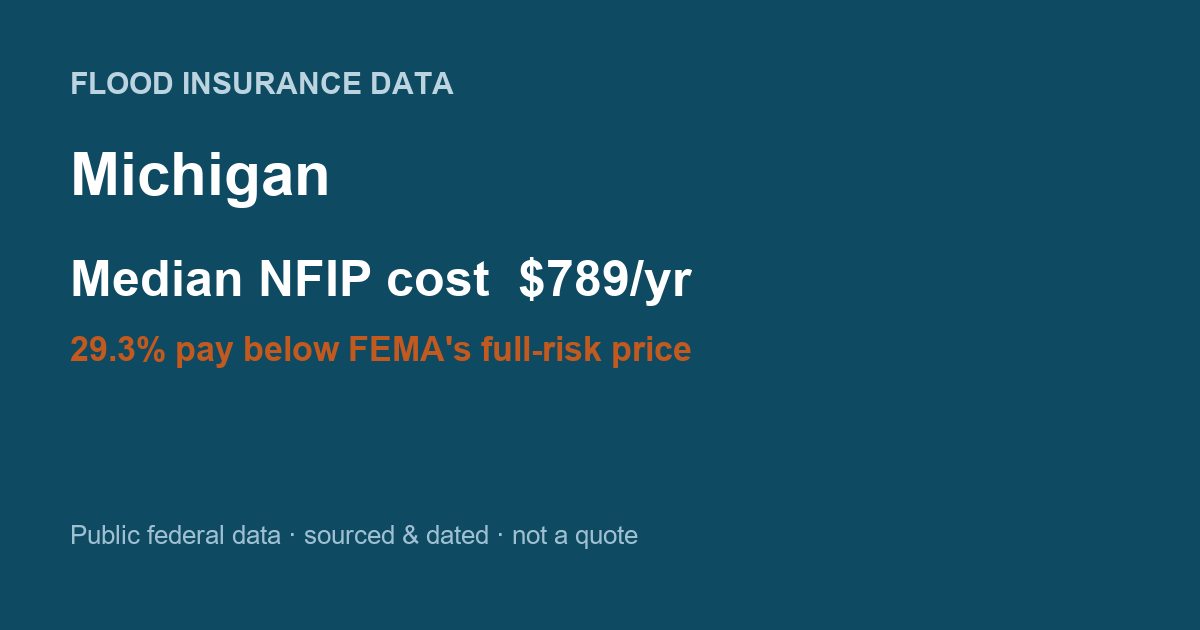 FLOOD INSURANCE DATA
Michigan
Median NFIP cost  $789/yr
29.3% pay below FEMA's full-risk price
Public federal data · sourced & dated · not a quote